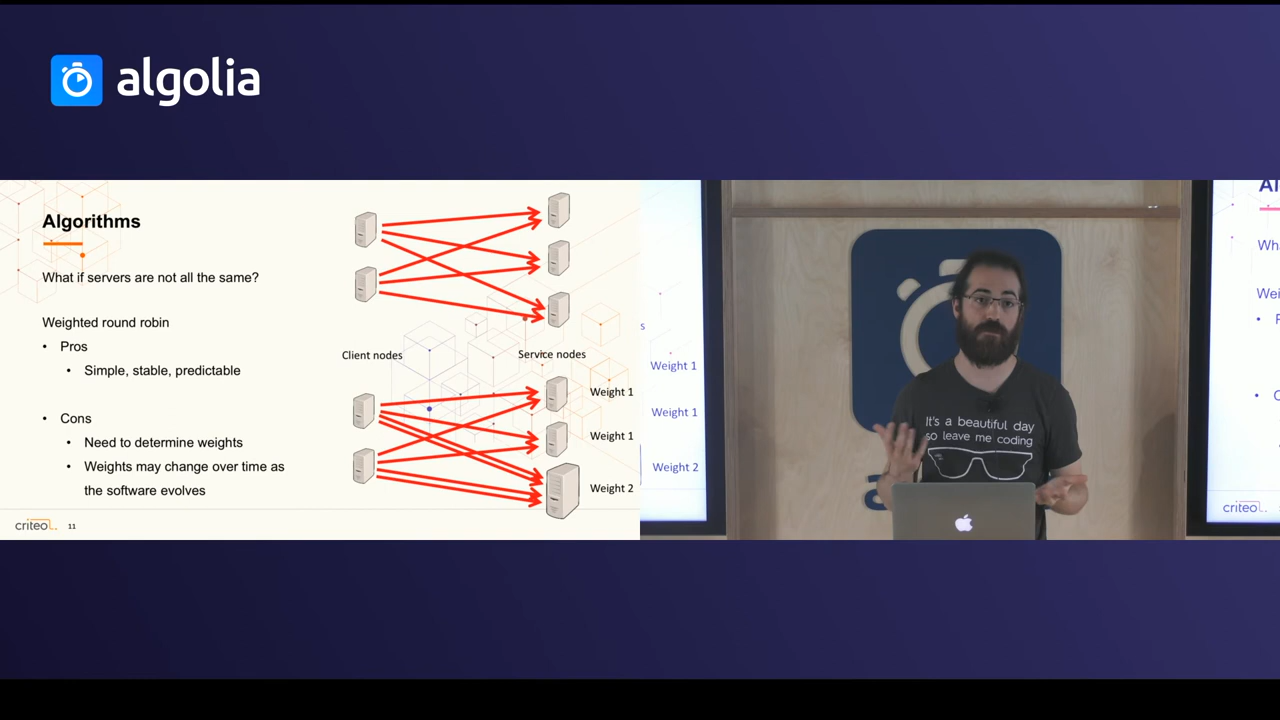 algolia
Algorithms
What if servers are not all the same?
Weighted round robin
• Pros
• Simple, stable, predictable
• Cons
• Need to determine weights
• Weights may change over time as
the software evolves
Client nodes
Service nodes
Weight 1
Weight 1
Weight 2
criteo
11
s
Weight 1
Weight 1
Weight 2
It's a beautiful day
so leave me coding
Al
Wha
Wei
criteo